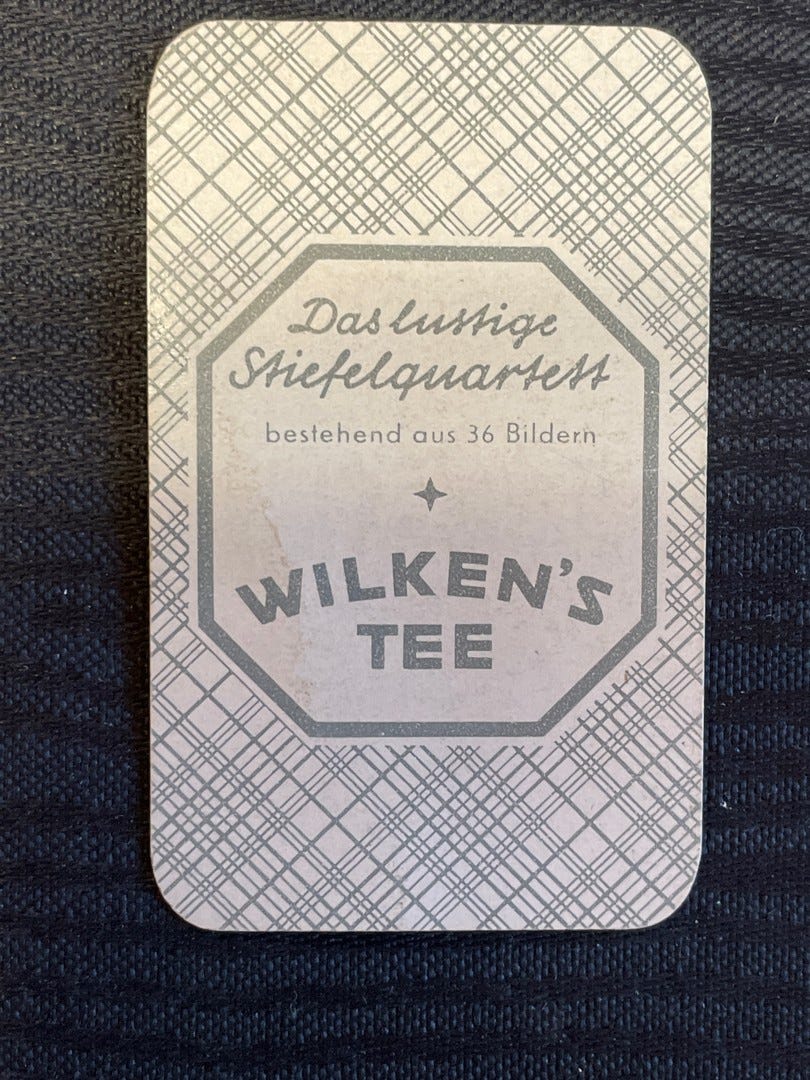 Das lustige
Stiefelquartett
bestehend aus 36 Bildern
WILKEN'S
TEE